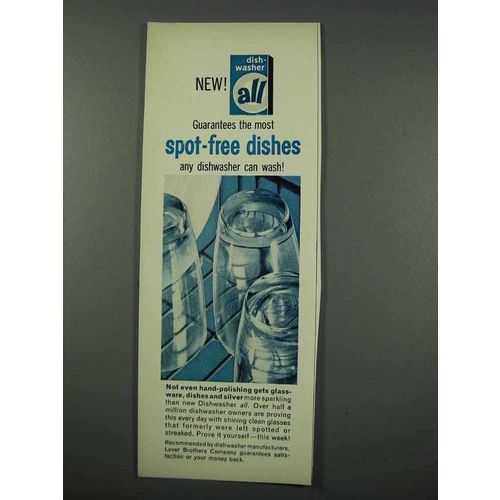 dish-
washer
all
NEW!
Guarantees the most
spot-free dishes
any dishwasher can wash!
Not even hand-polishing gets glass-
ware, dishes and silver more sparkling
than new Dishwasher all. Over half a
million dishwasher owners are proving
this every day with shining clean glasses
that formerly were left spotted or
streaked. Prove it yourself—this week!
Recommended by dishwasher manufacturers.
Lever Brothers Company guarantees satis-
faction or your money back.